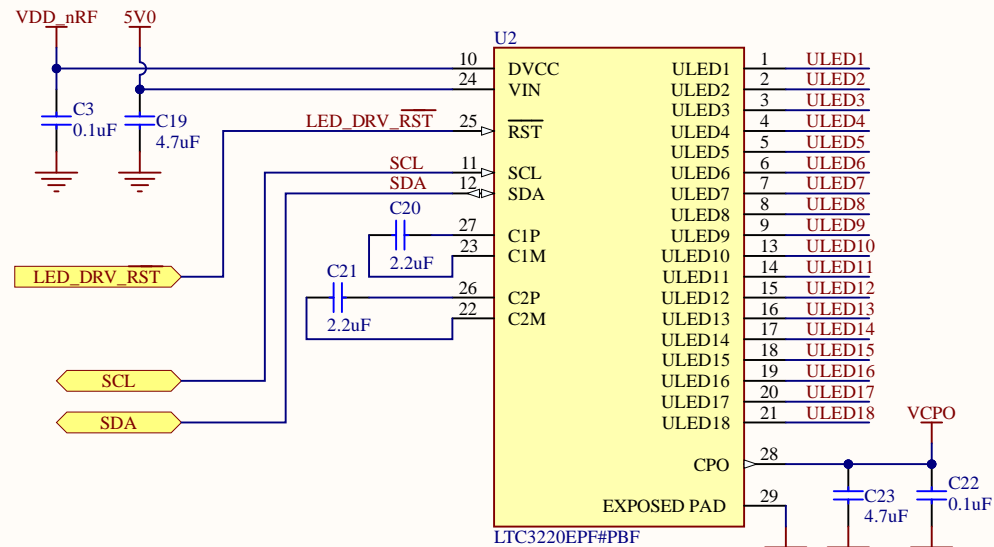 VDD_nRF 5V0
U2
10 DVCC ULED1 1 ULED1
24 VIN ULED2 2 ULED2
ULED3 3 ULED3
C3 0.1uF
C19 4.7uF
LED_DRV_RST 25 RST ULED4 4 ULED4
ULED5 5 ULED5
SCL 11 SCL ULED6 6 ULED6
SDA 12 SDA ULED7 7 ULED7
ULED8 8 ULED8
C20 2.2uF
27 C1P ULED9 9 ULED9
23 C1M ULED10 13 ULED10
LED_DRV_RST
ULED11 14 ULED11
C21 2.2uF
26 C2P ULED12 15 ULED12
22 C2M ULED13 16 ULED13
ULED14 17 ULED14
ULED15 18 ULED15
SCL
ULED16 19 ULED16
ULED17 20 ULED17
SDA
ULED18 21 ULED18
VCPO
CPO 28
C23 4.7uF
C22 0.1uF
EXPOSED PAD 29
LTC3220EPF#PBF